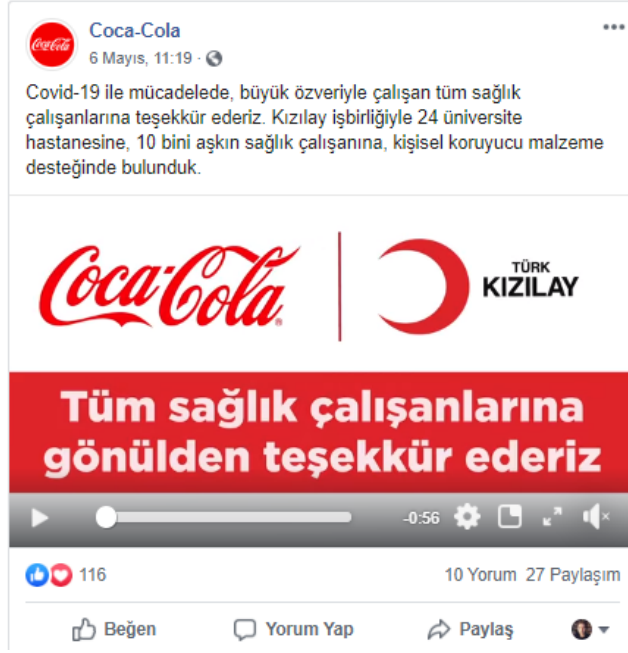 Coca-Cola
Coca-Cola
6 Mayıs, 11:19 ·
Covid-19 ile mücadelede, büyük özveriyle çalışan tüm sağlık
çalışanlarına teşekkür ederiz. Kızılay işbirliğiyle 24 üniversite
hastanesine, 10 bini aşkın sağlık çalışanına, kişisel koruyucu malzeme
desteğinde bulunduk.
Coca-Cola
TÜRK
KIZILAY
Tüm sağlık çalışanlarına
gönülden teşekkür ederiz
-0:56
116
10 Yorum 27 Paylaşım
Beğen Yorum Yap Paylaş